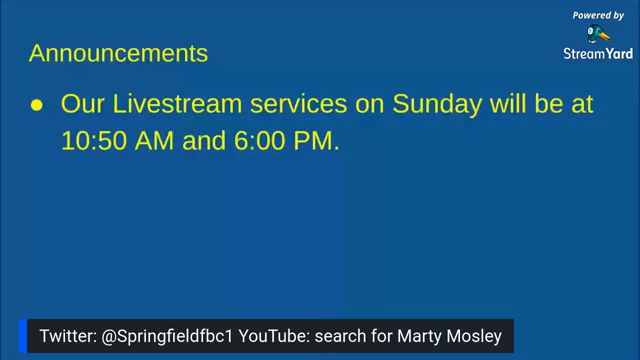 Powered by
StreamYard
Announcements
● Our Livestream services on Sunday will be at
10:50 AM and 6:00 PM.
Twitter: @Springfieldfbc1 YouTube: search for Marty Mosley